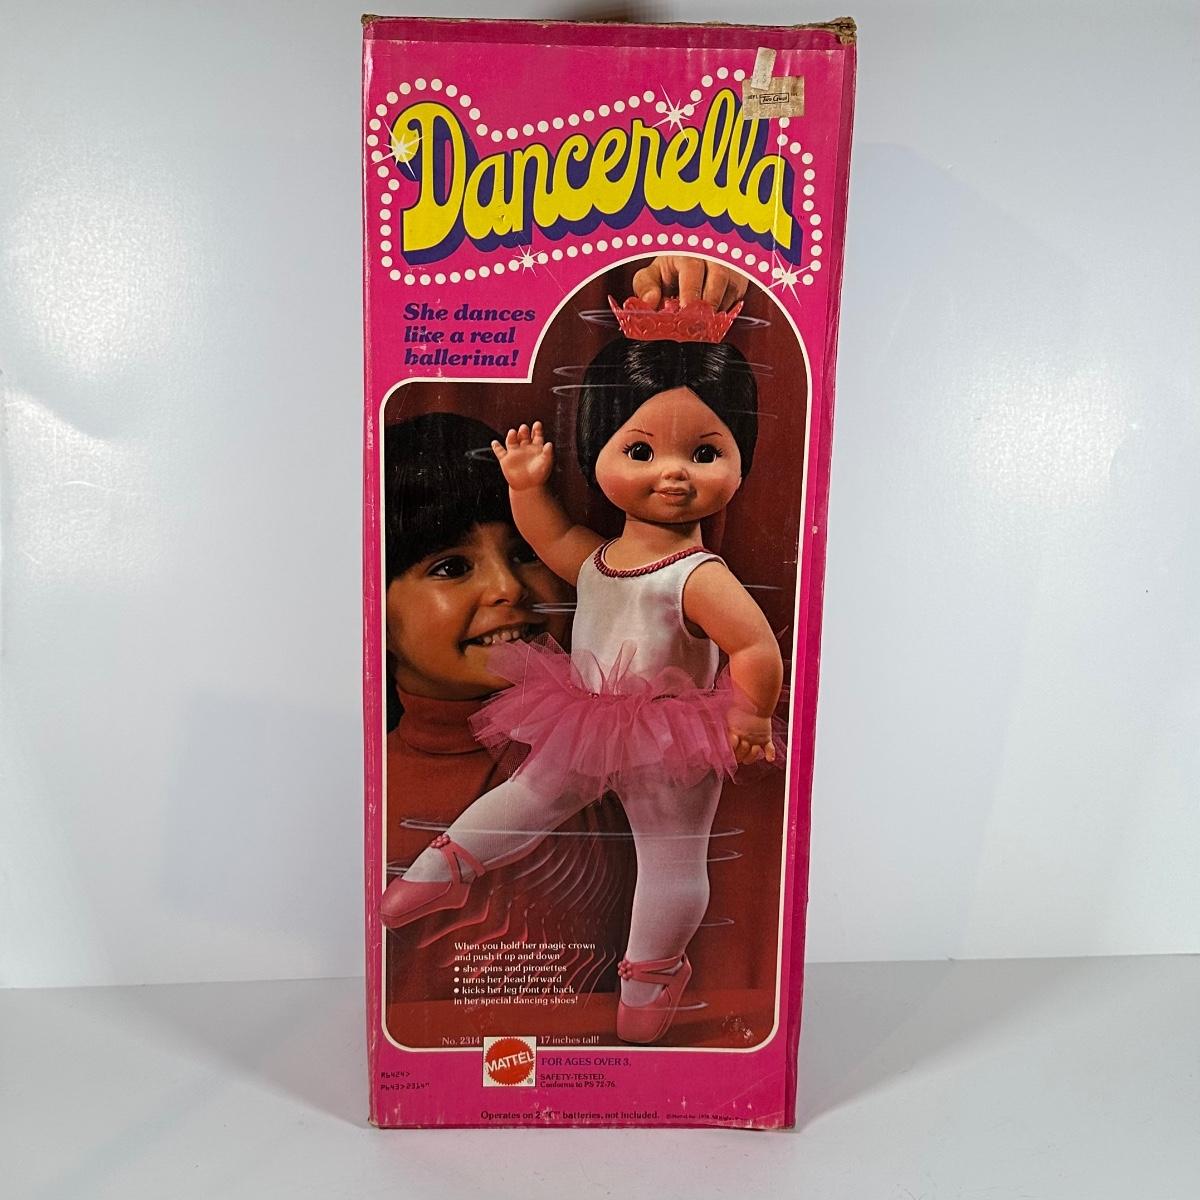 Dancerella
She dances
like a real
ballerina!
When you hold her magic crown
and push it up and down
• she spins and pirouettes
• turns her head forward
• kicks her leg front or back
in her special dancing shoes!
No. 2314 17 inches tall!
MATTEL
FOR AGES OVER 3.
SAFETY-TESTED.
Conforms to PS 72-76.
Operates on 2 "C" batteries, not included.